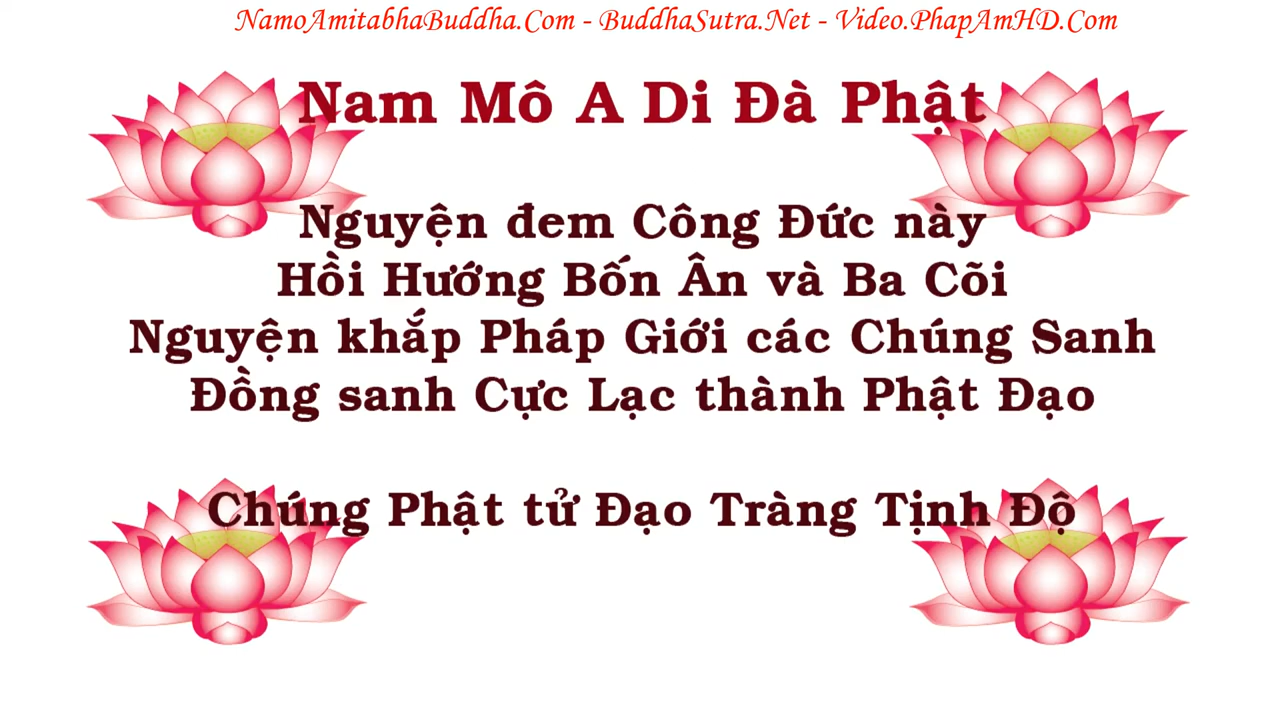 NamoAmitabhaBuddha.Com - BuddhaSutra.Net - Video.PhapAmHD.Com
Nam Mô A Di Đà Phật
Nguyện đem Công Đức này
Hồi Hướng Bốn Ân và Ba Cõi
Nguyện khắp Pháp Giới các Chúng Sanh
Đồng sanh Cực Lạc thành Phật Đạo
Chúng Phật tử Đạo Tràng Tịnh Độ